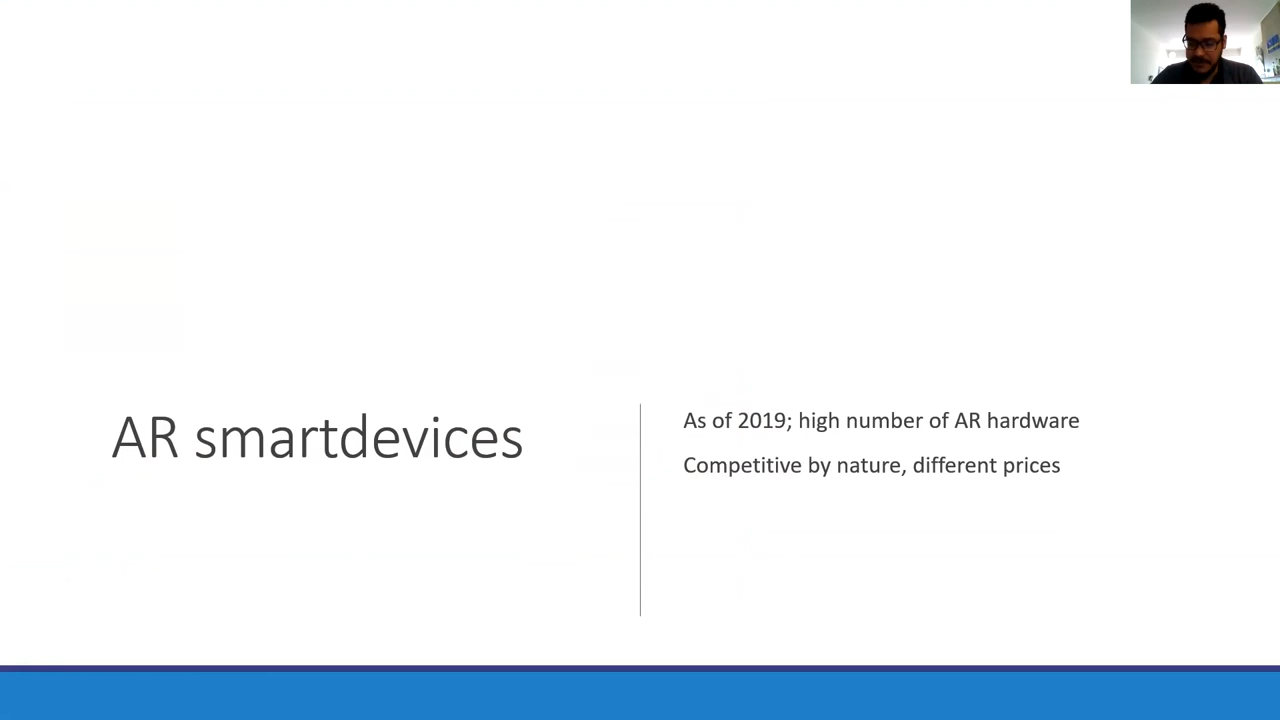 AR smartdevices
As of 2019; high number of AR hardware
Competitive by nature, different prices